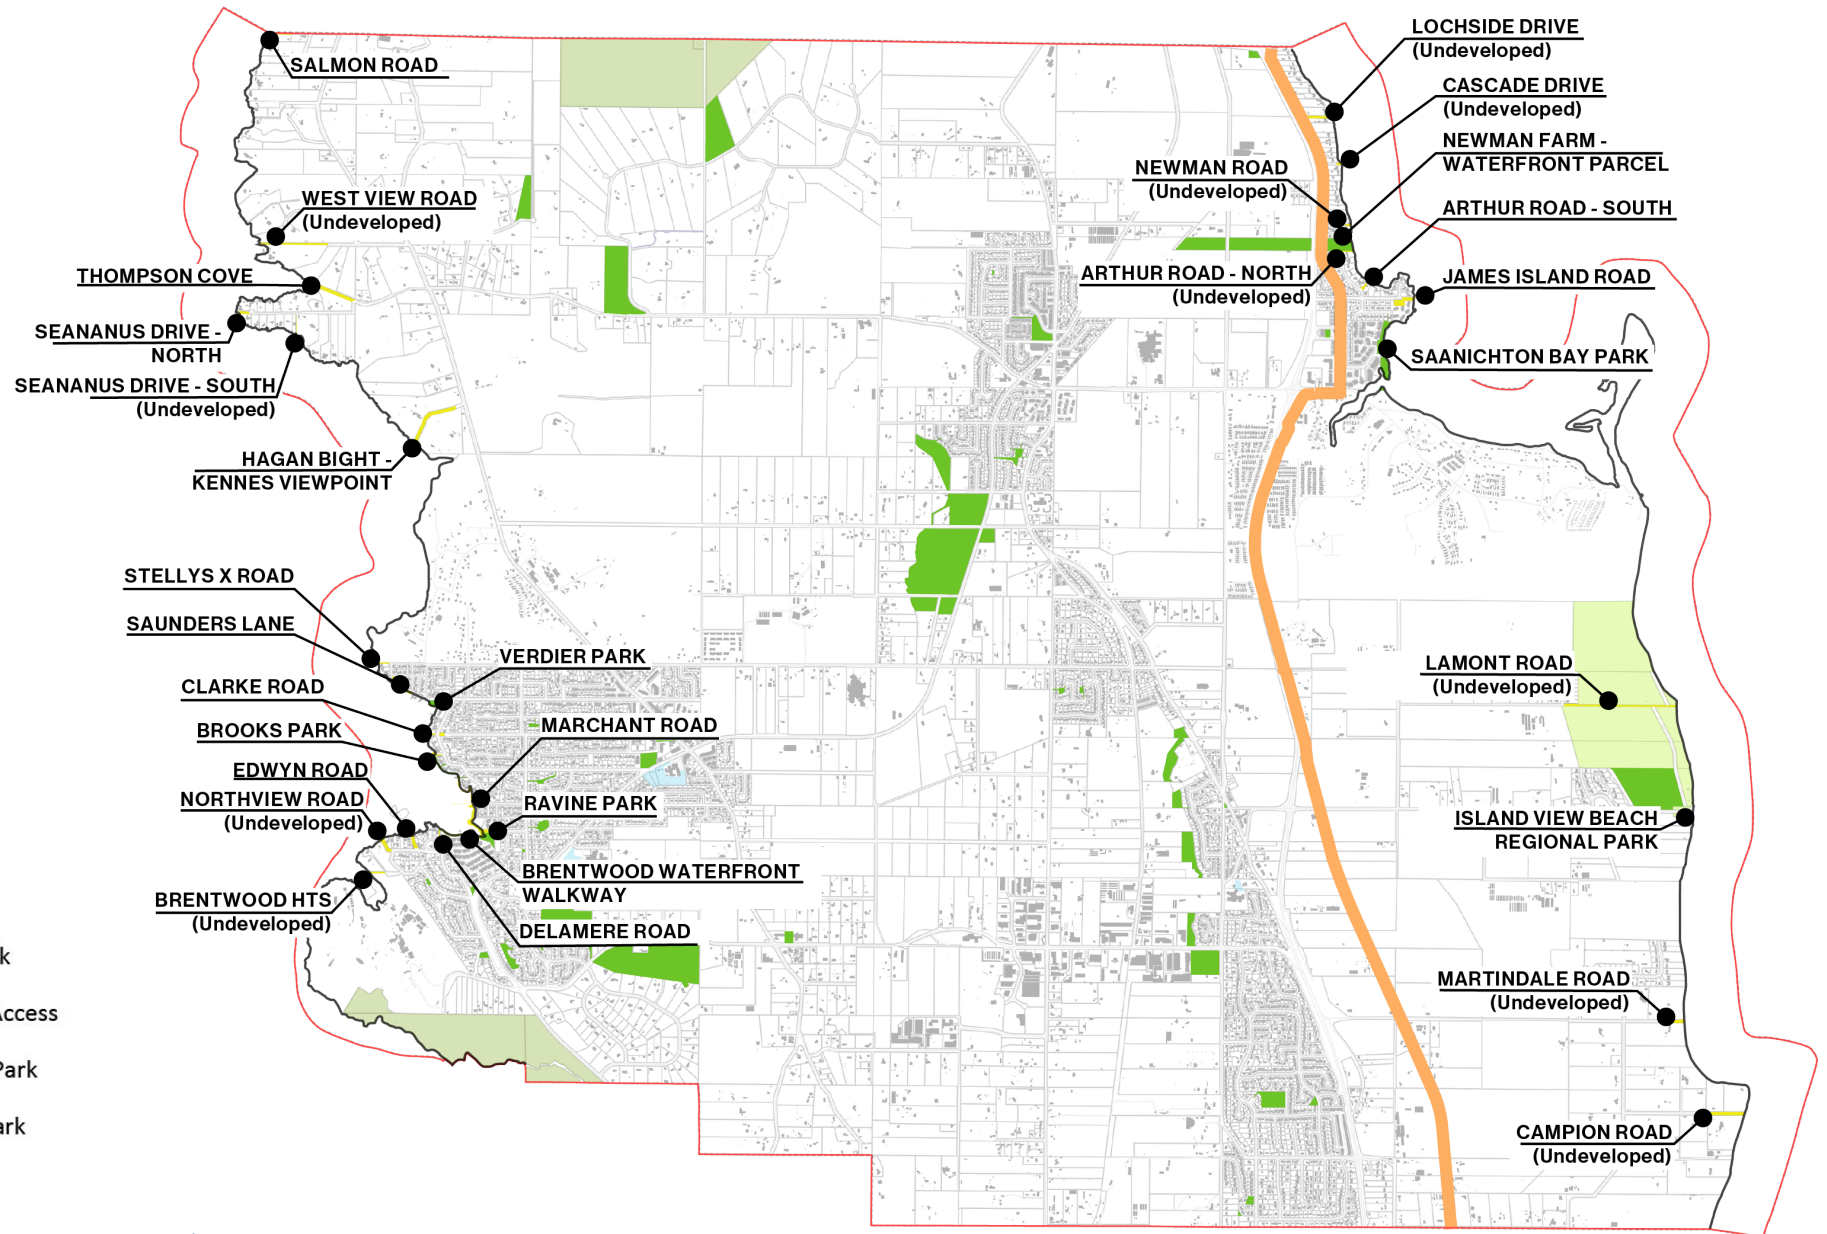 SALMON ROAD
WEST VIEW ROAD
(Undeveloped)
THOMPSON COVE
SEANANUS DRIVE -
NORTH
SEANANUS DRIVE - SOUTH
(Undeveloped)
HAGAN BIGHT -
KENNES VIEWPOINT
STELLYS X ROAD
SAUNDERS LANE
VERDIER PARK
CLARKE ROAD
MARCHANT ROAD
BROOKS PARK
EDWYN ROAD
NORTHVIEW ROAD
(Undeveloped)
RAVINE PARK
BRENTWOOD WATERFRONT
WALKWAY
BRENTWOOD HTS
(Undeveloped)
DELAMERE ROAD
LOCHSIDE DRIVE
(Undeveloped)
CASCADE DRIVE
(Undeveloped)
NEWMAN FARM -
WATERFRONT PARCEL
NEWMAN ROAD
(Undeveloped)
ARTHUR ROAD - SOUTH
ARTHUR ROAD - NORTH
(Undeveloped)
JAMES ISLAND ROAD
SAANICHTON BAY PARK
LAMONT ROAD
(Undeveloped)
ISLAND VIEW BEACH
REGIONAL PARK
MARTINDALE ROAD
(Undeveloped)
CAMPION ROAD
(Undeveloped)
k
Access
Park
ark